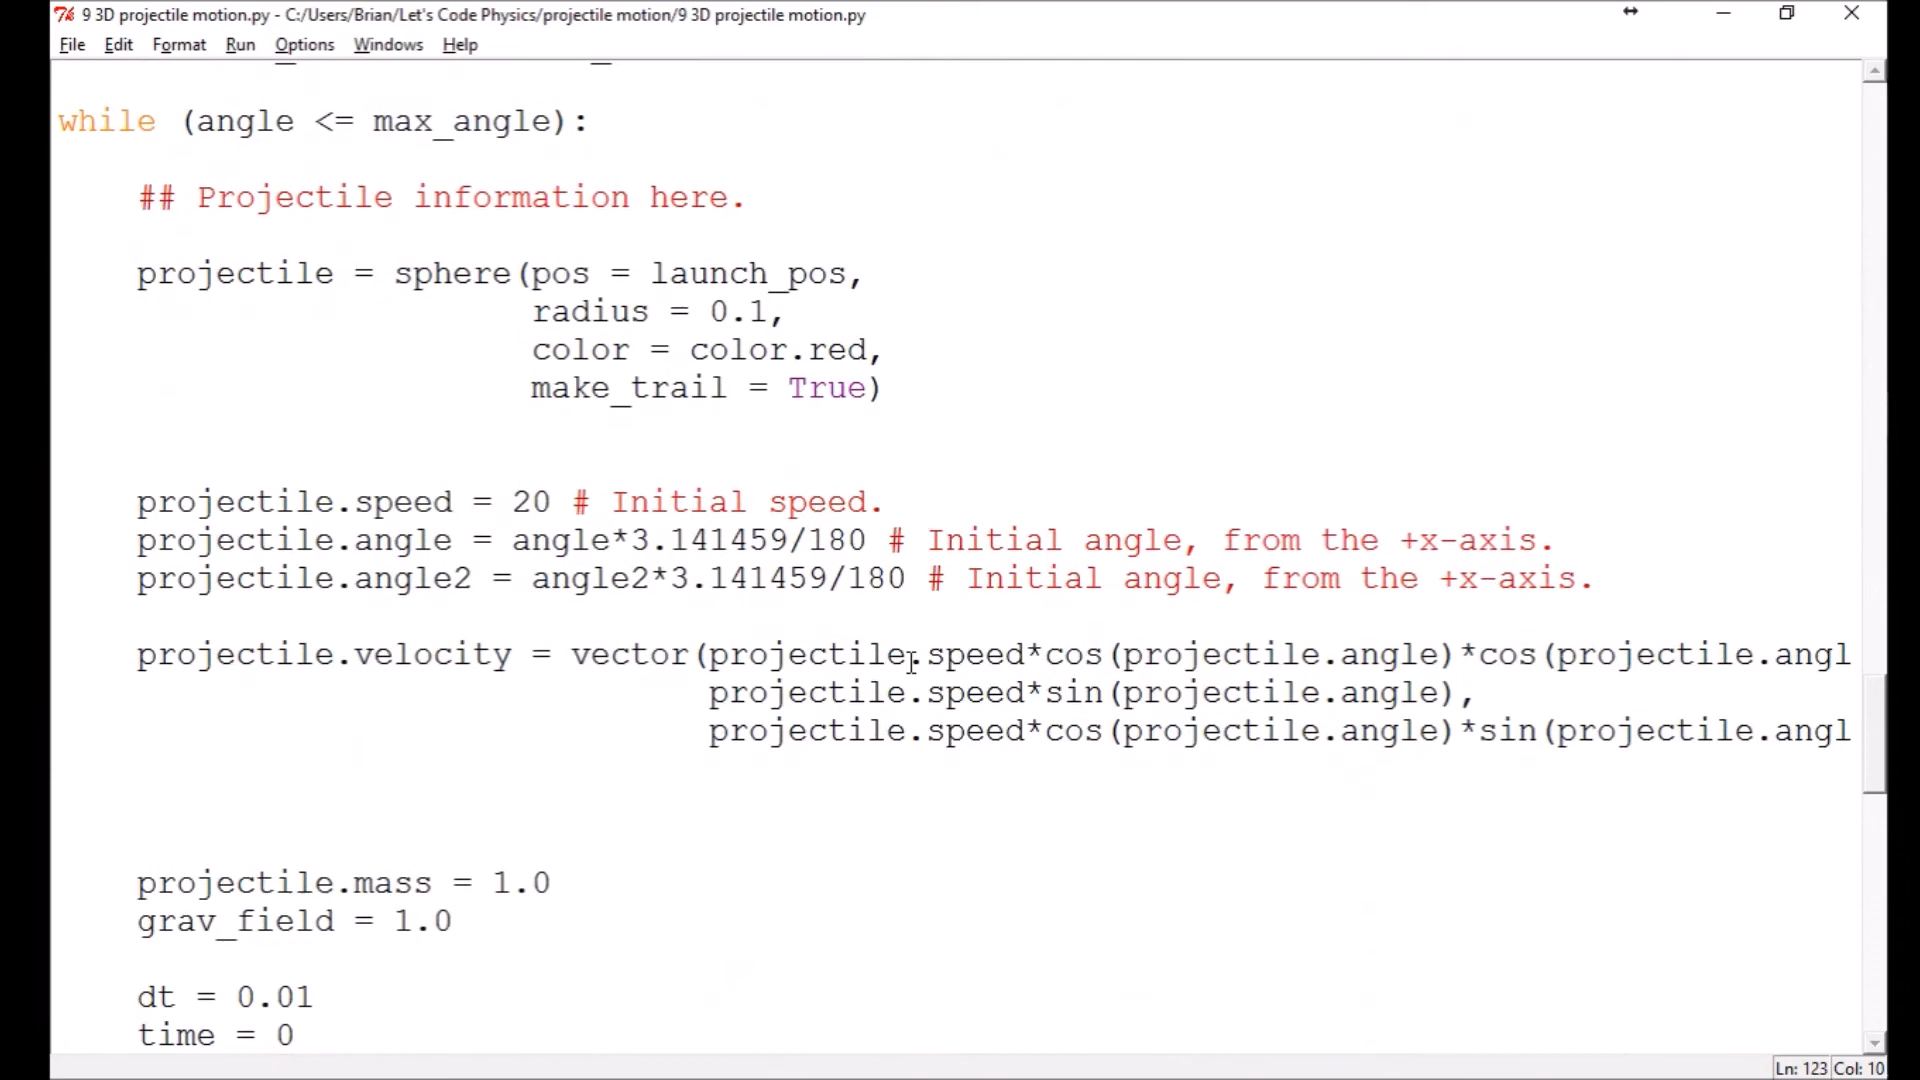 9 3D projectile motion.py - C:/Users/Brian/Let's Code Physics/projectile motion/9 3D projectile motion.py
File Edit Format Run Options Windows Help
while (angle <= max_angle):
## Projectile information here.
projectile = sphere(pos = launch_pos,
radius = 0.1,
color = color.red,
make_trail = True)
projectile.speed = 20 # Initial speed.
projectile.angle = angle*3.141459/180 # Initial angle, from the +x-axis.
projectile.angle2 = angle2*3.141459/180 # Initial angle, from the +x-axis.
projectile.velocity = vector(projectile.speed*cos(projectile.angle)*cos(projectile.angl
projectile.speed*sin(projectile.angle),
projectile.speed*cos(projectile.angle)*sin(projectile.angl
projectile.mass = 1.0
grav_field = 1.0
dt = 0.01
time = 0
Ln: 123 Col: 10